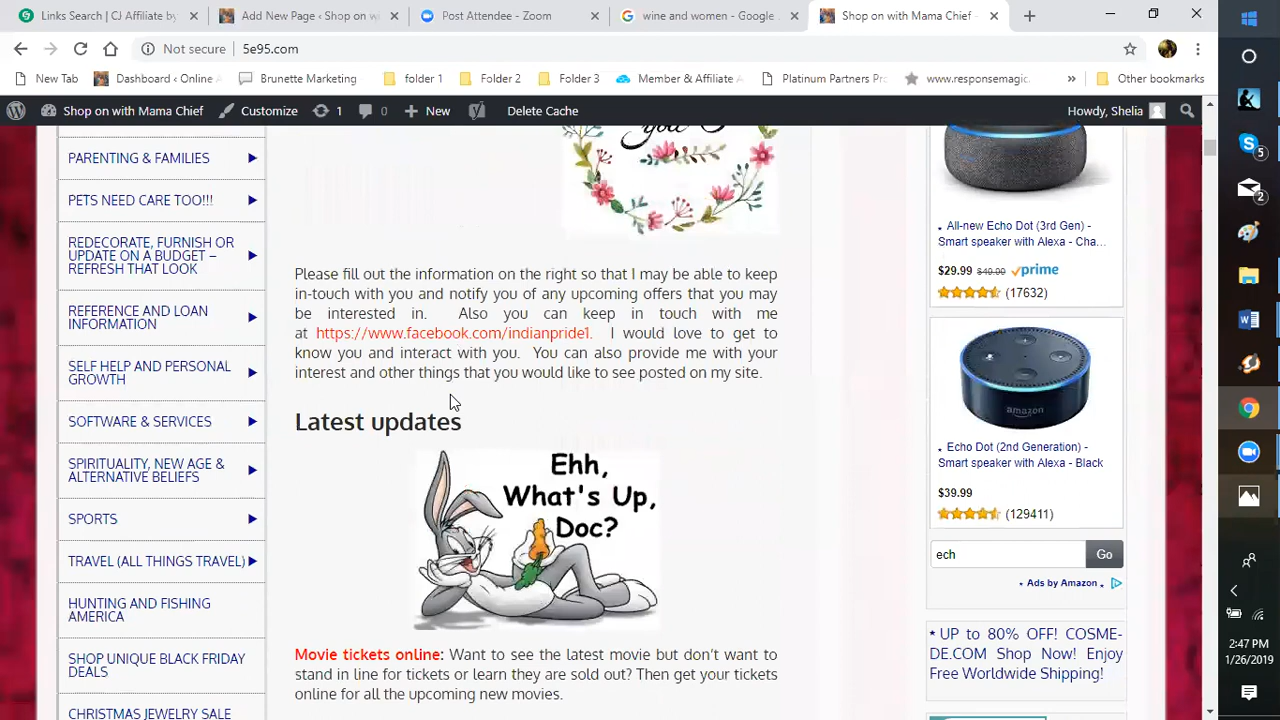 Links Search | CJ Affiliate by
Add New Page ‹ Shop on wi
Post Attendee - Zoom
wine and women - Google
Shop on with Mama Chief -
Not secure | 5e95.com
New Tab
Dashboard ‹ Online A
Brunette Marketing
folder 1
Folder 2
Folder 3
Member & Affiliate A
Platinum Partners Pr
www.responsemagic.
»
Other bookmarks
Shop on with Mama Chief
Customize
1
0
New
Delete Cache
Howdy, Shelia
PARENTING & FAMILIES
PETS NEED CARE TOO!!!
REDECORATE, FURNISH OR
UPDATE ON A BUDGET –
REFRESH THAT LOOK
REFERENCE AND LOAN
INFORMATION
SELF HELP AND PERSONAL
GROWTH
SOFTWARE & SERVICES
SPIRITUALITY, NEW AGE &
ALTERNATIVE BELIEFS
SPORTS
TRAVEL (ALL THINGS TRAVEL)
HUNTING AND FISHING
AMERICA
SHOP UNIQUE BLACK FRIDAY
DEALS
CHRISTMAS JEWELRY SALE
you
Please fill out the information on the right so that I may be able to keep
in-touch with you and notify you of any upcoming offers that you may
be interested in. Also you can keep in touch with me
at https://www.facebook.com/indianpride1. I would love to get to
know you and interact with you. You can also provide me with your
interest and other things that you would like to see posted on my site.
Latest updates
Ehh,
What's Up,
Doc?
Movie tickets online: Want to see the latest movie but don't want to
stand in line for tickets or learn they are sold out? Then get your tickets
online for all the upcoming new movies.
All-new Echo Dot (3rd Gen) -
Smart speaker with Alexa - Cha...
$29.99 $49.99 prime
(17632)
amazon
Echo Dot (2nd Generation) -
Smart speaker with Alexa - Black
$39.99
(129411)
ech
Go
Ads by Amazon
* UP to 80% OFF! COSME-
DE.COM Shop Now! Enjoy
Free Worldwide Shipping!
5
2
2:47 PM
1/26/2019